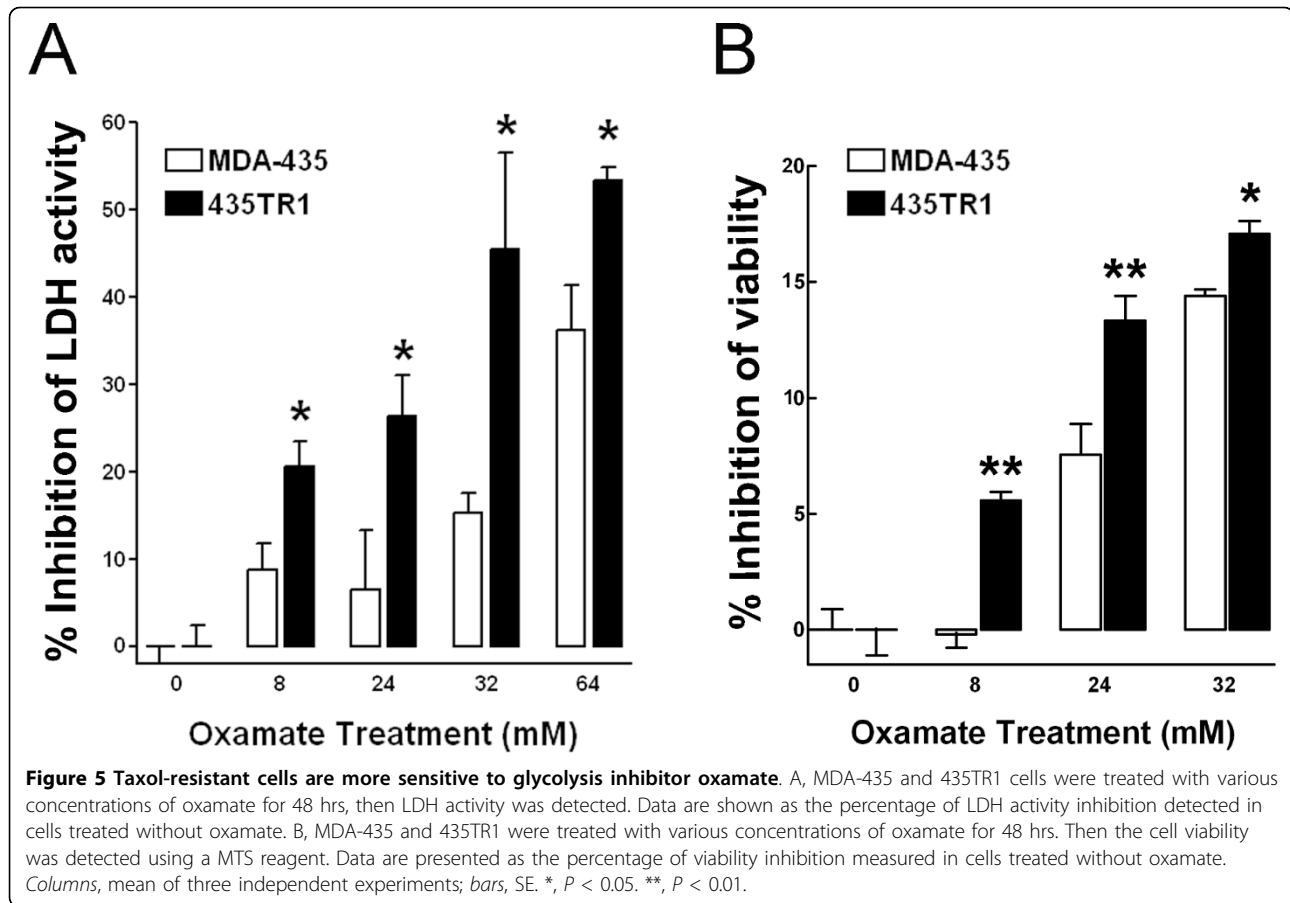 A
B
% Inhibition of LDH activity
60
50
40
30
20
10
0
MDA-435
435TR1
*
*
*
*
0 8 24 32 64
Oxamate Treatment (mM)
% Inhibition of viability
20
15
10
5
0
MDA-435
435TR1
**
**
*
0 8 24 32
Oxamate Treatment (mM)
Figure 5 Taxol-resistant cells are more sensitive to glycolysis inhibitor oxamate. A, MDA-435 and 435TR1 cells were treated with various
concentrations of oxamate for 48 hrs, then LDH activity was detected. Data are shown as the percentage of LDH activity inhibition detected in
cells treated without oxamate. B, MDA-435 and 435TR1 were treated with various concentrations of oxamate for 48 hrs. Then the cell viability
was detected using a MTS reagent. Data are presented as the percentage of viability inhibition measured in cells treated without oxamate.
Columns, mean of three independent experiments; bars, SE. *, P < 0.05. **, P < 0.01.